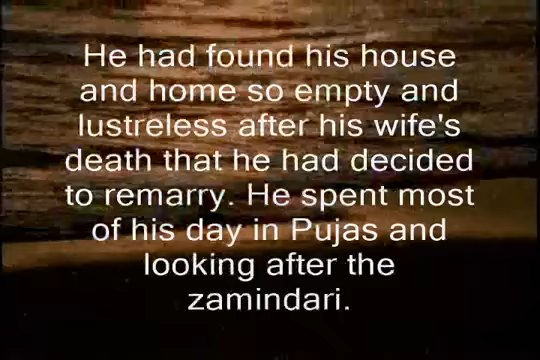 He had found his house
and home so empty and
lustreless after his wife's
death that he had decided
to remarry. He spent most
of his day in Pujas and
looking after the
zamindari.